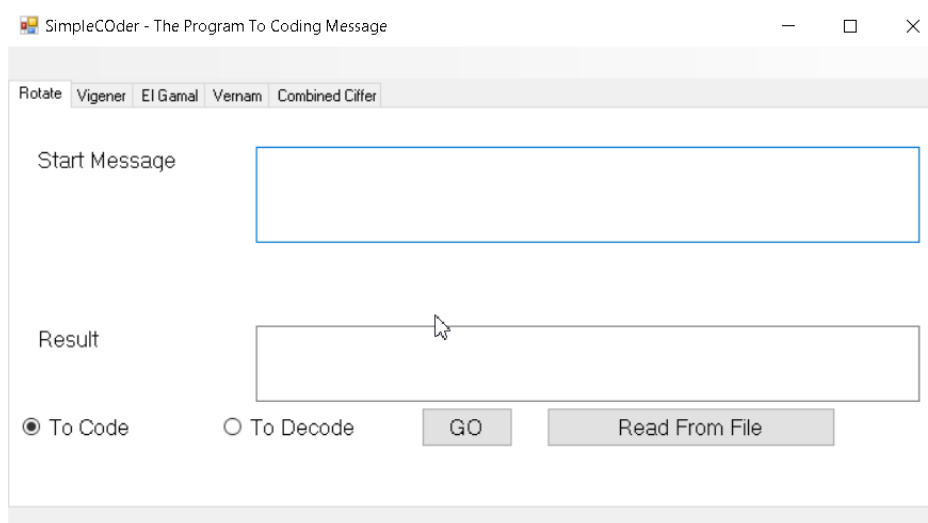 SimpleCOder - The Program To Coding Message
Rotate Vigener El Gamal Vernam Combined Ciffer
Start Message
Result
To Code To Decode GO Read From File